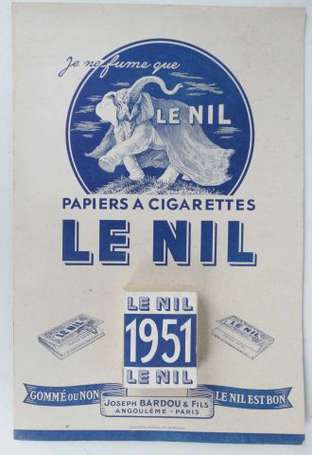 Je ne fume que
LE NIL
PAPIERS A CIGARETTES
LE NIL
LE NIL
1951
LE NIL
LE NIL
LE NIL
GOMMÉ OU NON
JOSEPH BARDOU & FILS
ANGOULÊME - PARIS
LE NIL EST BON